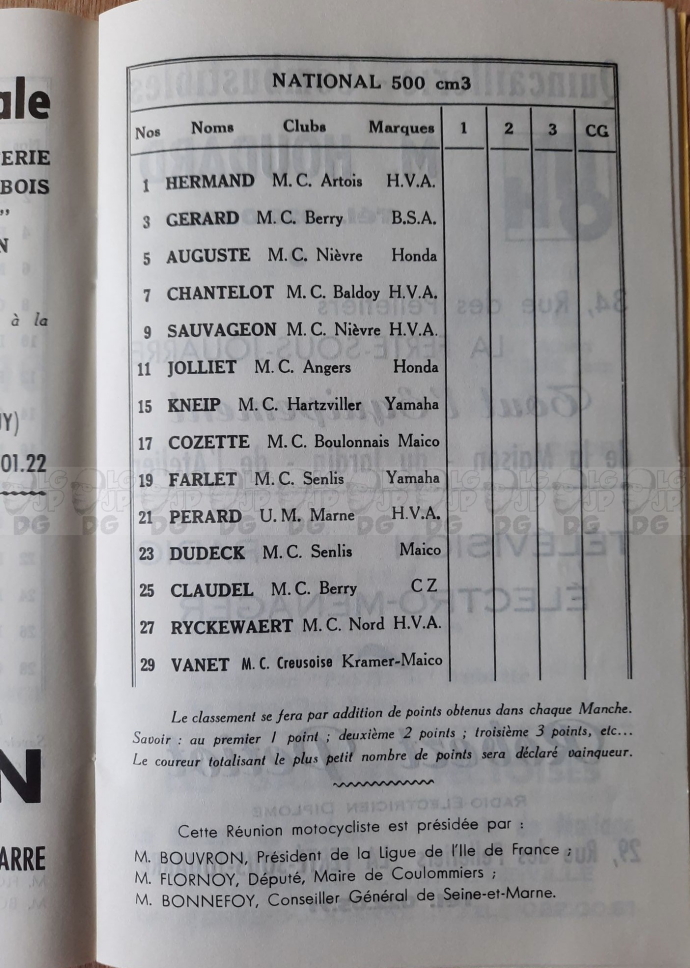 ale
ERIE
BOIS
”
N
à la
Y)
01.22
N
ARRE
NATIONAL 500 cm3
Nos Noms Clubs Marques 1 2 3 CG
1 HERMAND M. C. Artois H.V.A.
3 GERARD M. C. Berry B.S.A.
5 AUGUSTE M. C. Nièvre Honda
7 CHANTELOT M. C. Baldoy H.V.A.
9 SAUVAGEON M. C. Nièvre H.V.A.
11 JOLLIET M. C. Angers Honda
15 KNEIP M. C. Hartzviller Yamaha
17 COZETTE M. C. Boulonnais Maico
19 FARLET M. C. Senlis Yamaha
21 PERARD U. M. Marne H.V.A.
23 DUDECK M. C. Senlis Maico
25 CLAUDEL M. C. Berry CZ
27 RYCKEWAERT M. C. Nord H.V.A.
29 VANET M. C. Creusoise Kramer-Maico
Le classement se fera par addition de points obtenus dans chaque Manche.
Savoir : au premier 1 point ; deuxième 2 points ; troisième 3 points, etc...
Le coureur totalisant le plus petit nombre de points sera déclaré vainqueur.
Cette Réunion motocycliste est présidée par :
M. BOUVRON, Président de la Ligue de l'Ile de France ;
M. FLORNOY, Député, Maire de Coulommiers ;
M. BONNEFOY, Conseiller Général de Seine-et-Marne.